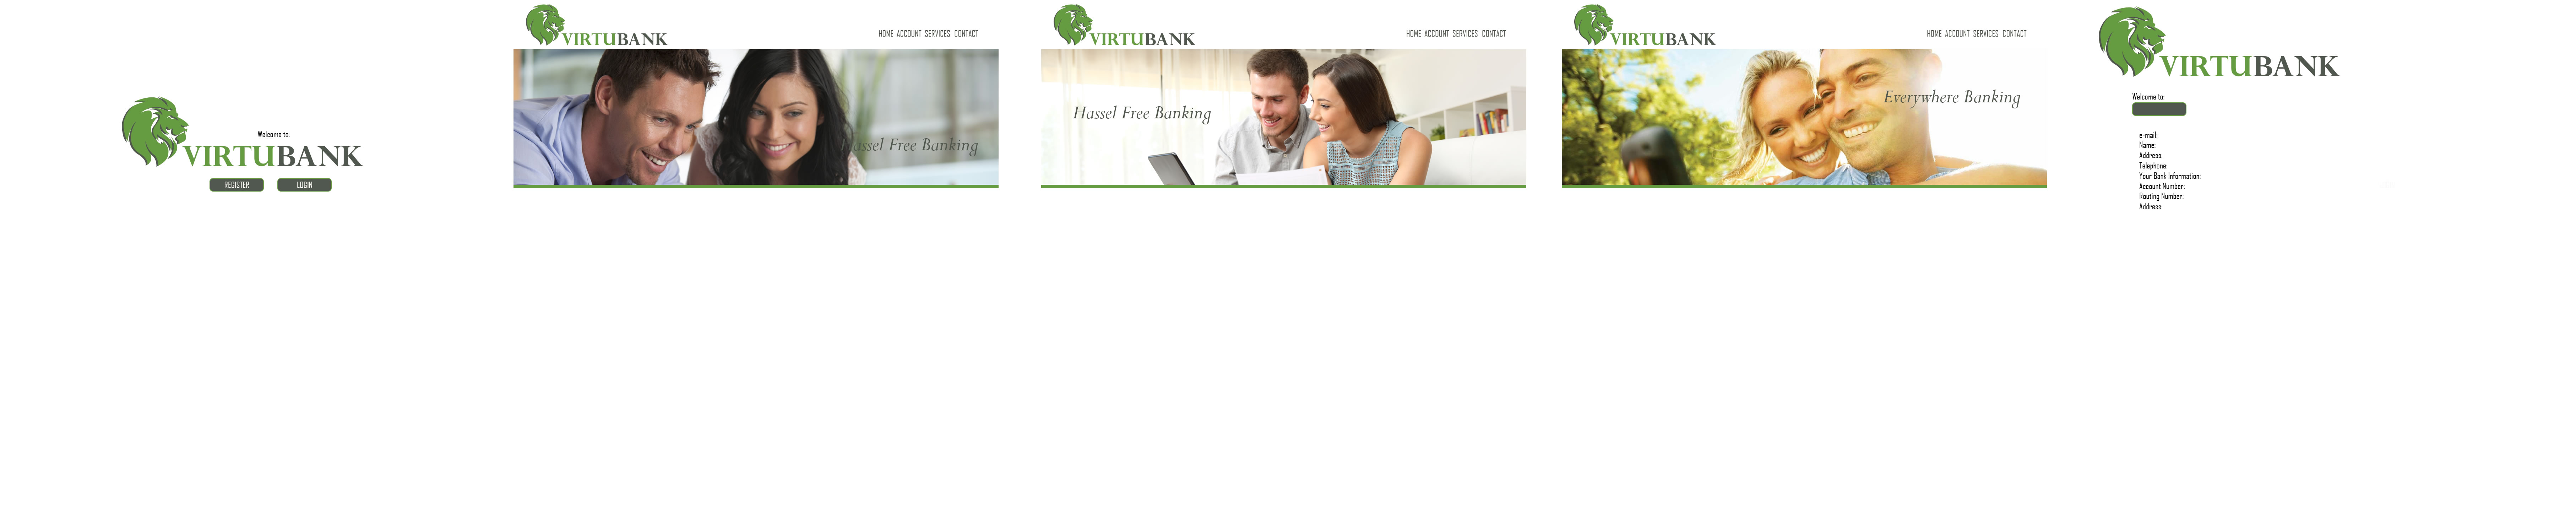 Welcome to:
VIRTUBANK
REGISTER LOGIN
VIRTUBANK
HOME ACCOUNT SERVICES CONTACT
Hassel Free Banking
VIRTUBANK
HOME ACCOUNT SERVICES CONTACT
Hassel Free Banking
VIRTUBANK
HOME ACCOUNT SERVICES CONTACT
Everywhere Banking
VIRTUBANK
Welcome to:
e-mail:
Name:
Address:
Telephone:
Your Bank Information:
Account Number:
Routing Number:
Address: